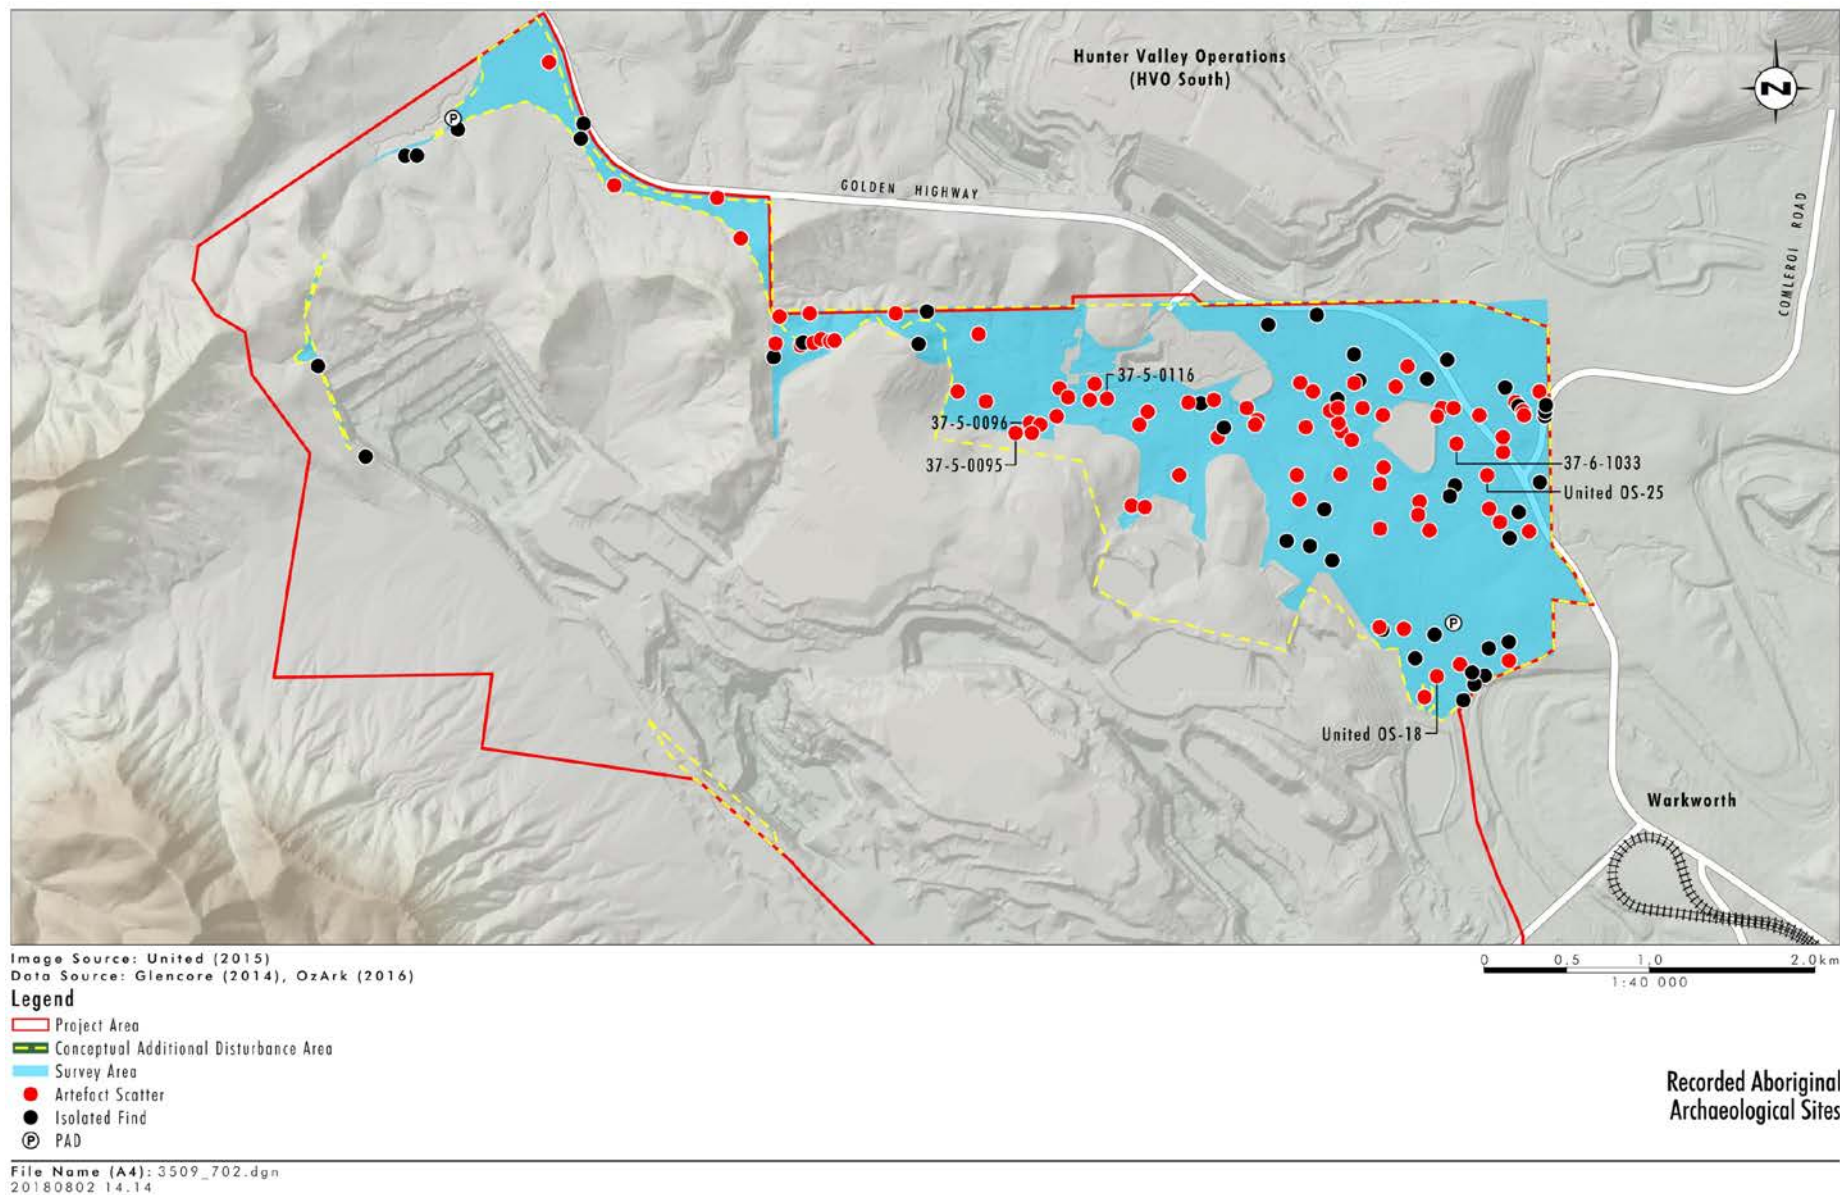 Hunter Valley Operations
(HVO South)
N
GOLDEN HIGHWAY
COMLEROI ROAD
P
37-5-0116
37-5-0096
37-5-0095
37-6-1033
United OS-25
P
United OS-18
Warkworth
Image Source: United (2015)
Data Source: Glencore (2014), OzArk (2016)
0 0.5 1.0 2.0km
1:40 000
Legend
Project Area
Conceptual Additional Disturbance Area
Survey Area
Artefact Scatter
Isolated Find
P PAD
Recorded Aboriginal
Archaeological Sites
File Name (A4): 3509_702.dgn
20180802 14.14